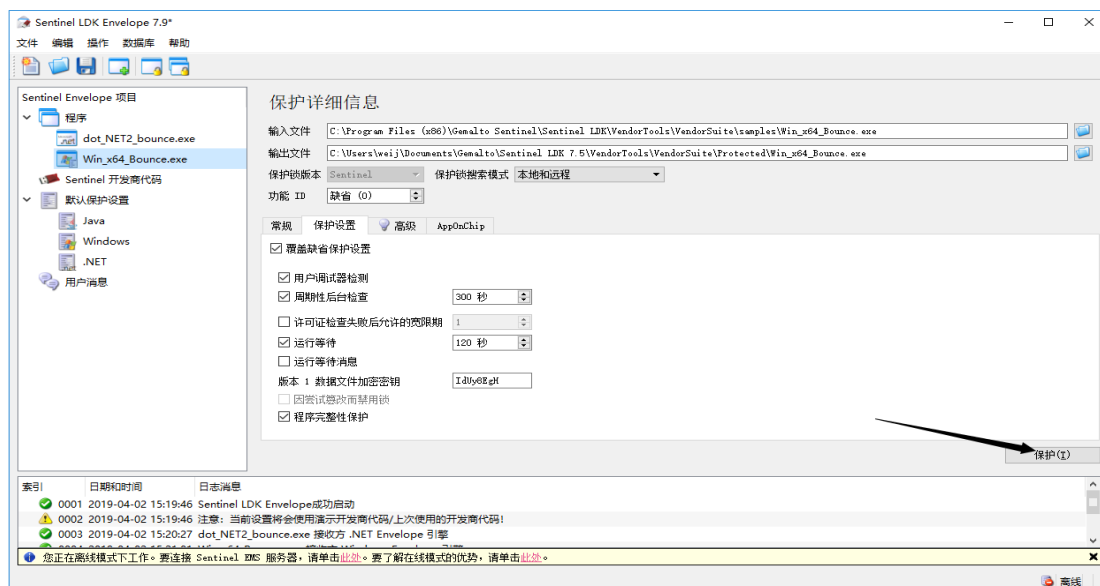 Sentinel LDK Envelope 7.9*
文件 编辑 操作 数据库 帮助
Sentinel Envelope 项目
程序
dot_NET2_bounce.exe
Win_x64_Bounce.exe
Sentinel 开发商代码
默认保护设置
Java
Windows
.NET
用户消息
保护详细信息
输入文件 C:\Program Files (x86)\Gemalto Sentinel\Sentinel LDK\VendorTools\VendorSuite\samples\Win_x64_Bounce.exe
输出文件 C:\Users\weij\Documents\Gemalto\Sentinel LDK 7.5\VendorTools\VendorSuite\Protected\Win_x64_Bounce.exe
保护锁版本 Sentinel 保护锁搜索模式 本地和远程
功能 ID 缺省 (0)
常规 保护设置 高级 AppOnChip
覆盖缺省保护设置
用户调试器检测
周期性后台检查 300 秒
许可证检查失败后允许的宽限期 1
运行等待 120 秒
运行等待消息
版本 1 数据文件加密密钥
因尝试篡改而禁用锁
程序完整性保护
保护(I)
索引 日期和时间 日志消息
0001 2019-04-02 15:19:46 Sentinel LDK Envelope成功启动
0002 2019-04-02 15:19:46 注意: 当前设置将会使用演示开发商代码/上次使用的开发商代码!
0003 2019-04-02 15:20:27 dot_NET2_bounce.exe 接收方 .NET Envelope 引擎
您正在离线模式下工作。要连接 Sentinel EMS 服务器，请单击此处。要了解在线模式的优势，请单击此处。
离线